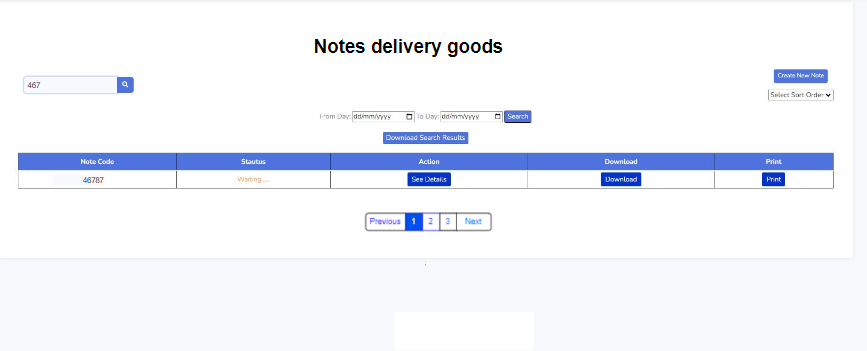 Notes delivery goods
Create New Note
467
Select Sort Order
From Day: dd/mm/yyyy To Day: dd/mm/yyyy Search
Download Search Results
Note Code Stautus Action Download Print
46787 Waiting..... See Details Download Print
Previous 1 2 3 Next